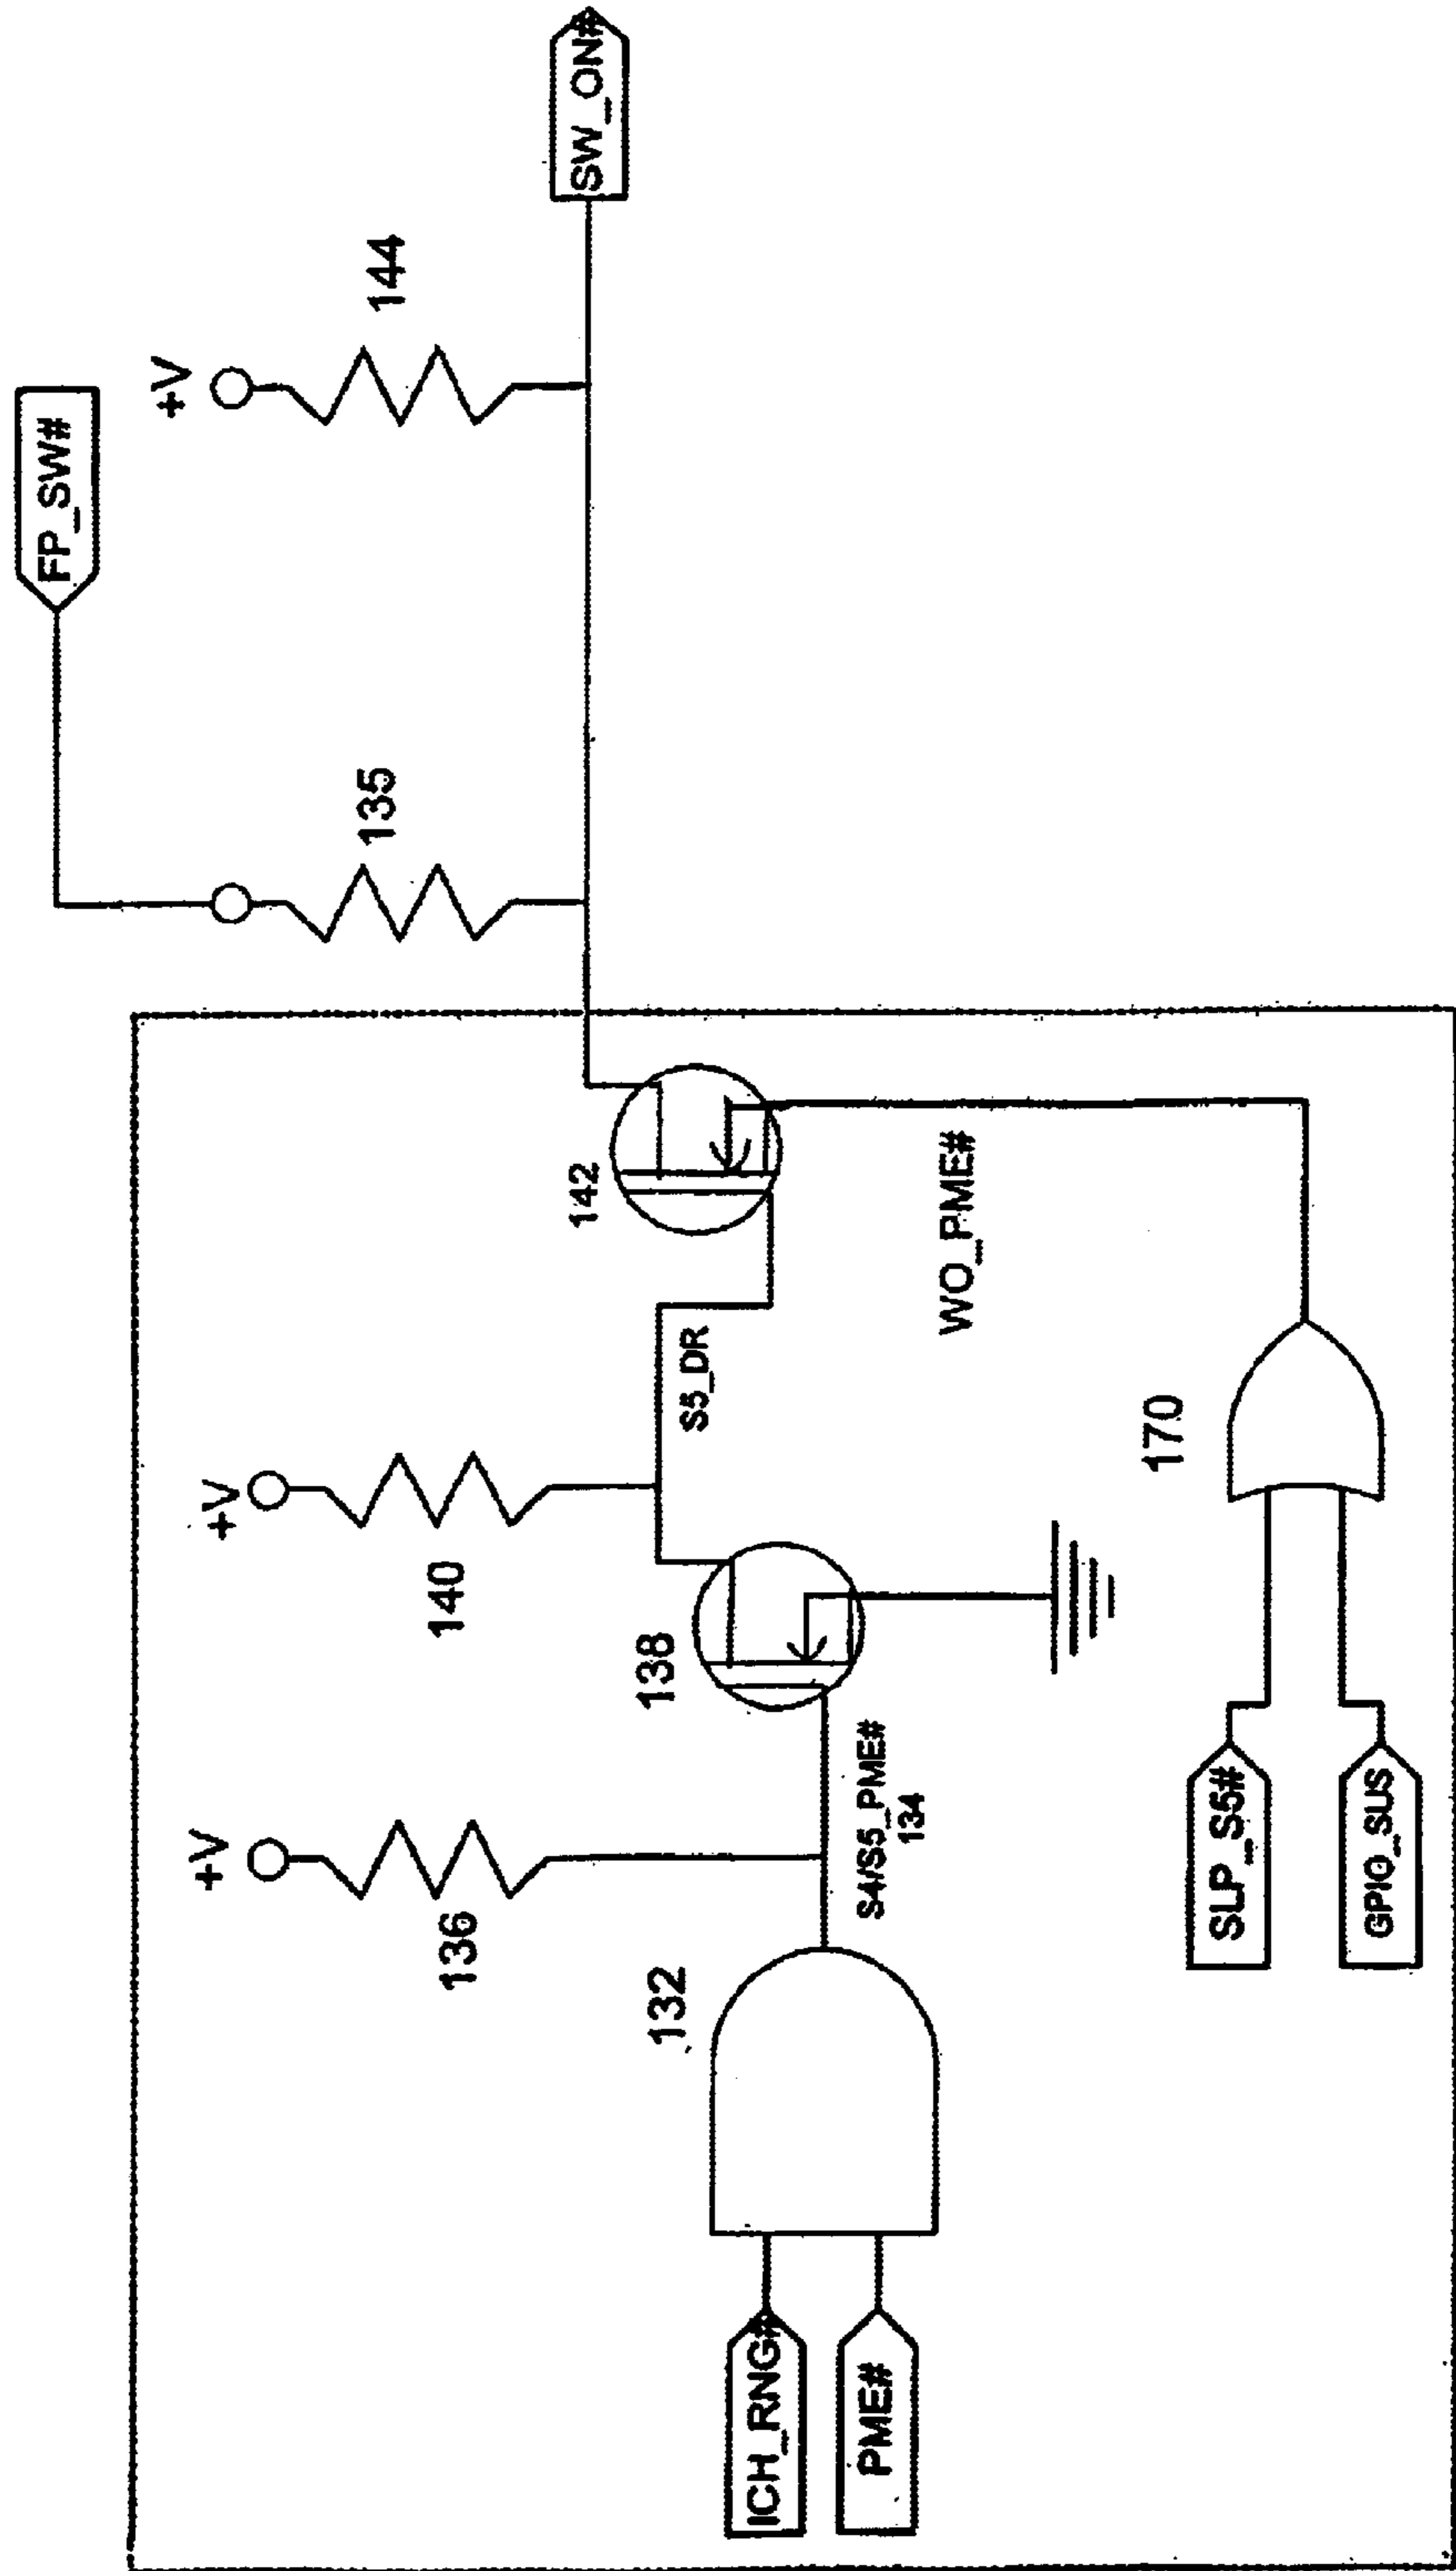 FP_SW#
+V
144
SW_ON#
135
+V
140
+V
136
142
S5_DR
138
132
S4/S5_PME#
134
WO_PME#
ICH_RNG#
PME#
170
SLP_S5#
GPIO_SUS